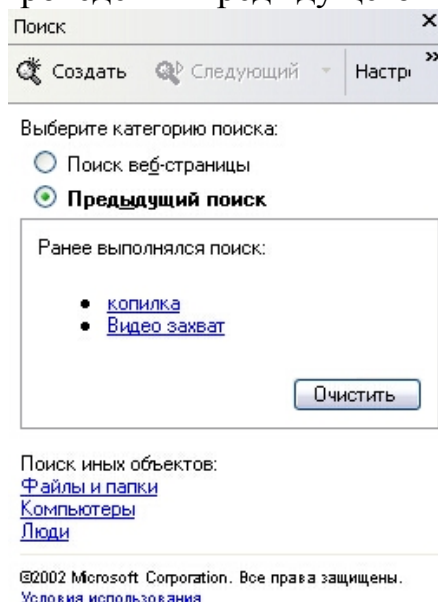 Поиск ×
Создать Следующий Настр »
Выберите категорию поиска:
Поиск веб-страницы
Предыдущий поиск
Ранее выполнялся поиск:
• копилка
• Видео захват
Очистить
Поиск иных объектов:
Файлы и папки
Компьютеры
Люди
©2002 Microsoft Corporation. Все права защищены.
Условия использования